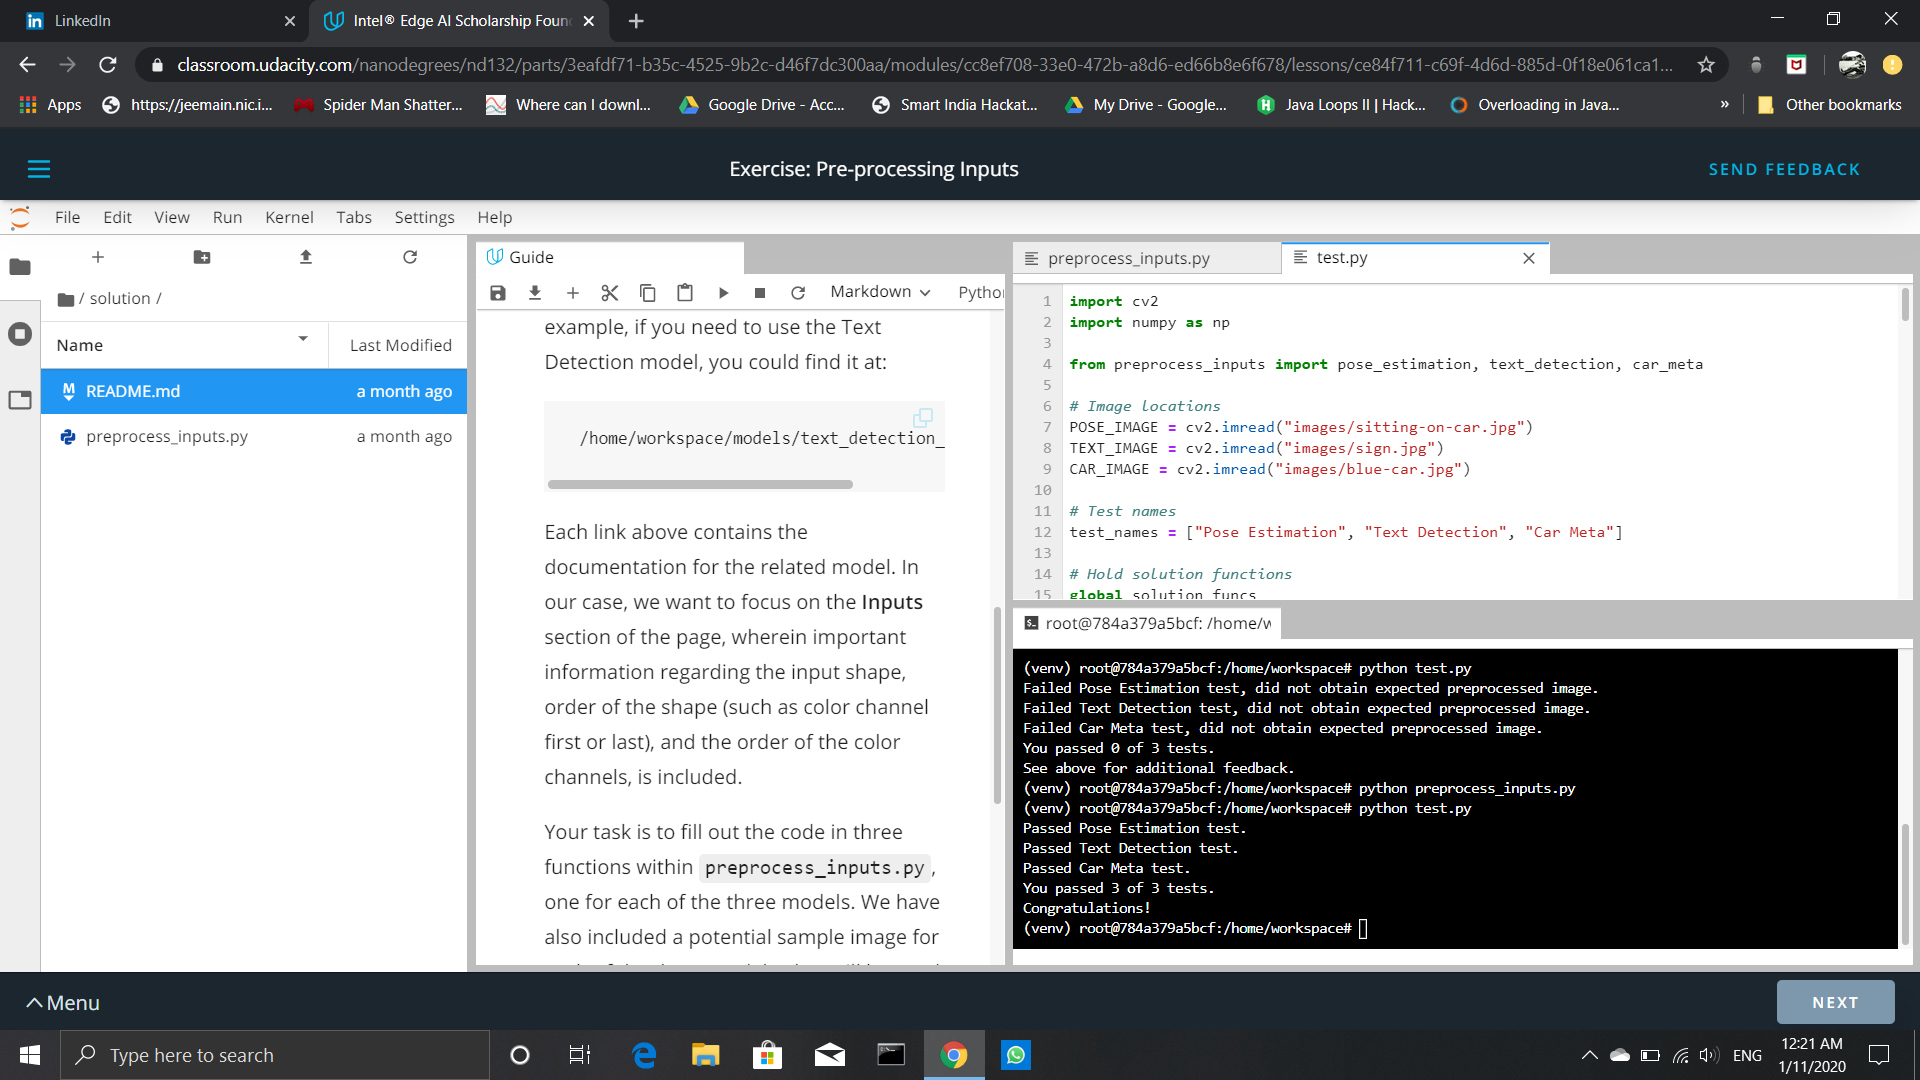 LinkedIn
Intel® Edge AI Scholarship Foun
classroom.udacity.com/nanodegrees/nd132/parts/3eafdf71-b35c-4525-9b2c-d46f7dc300aa/modules/cc8ef708-33e0-472b-a8d6-ed66b8e6f678/lessons/ce84f711-c69f-4d6d-885d-0f18e061ca1...
Apps
https://jeemain.nic.i...
Spider Man Shatter...
Where can I downl...
Google Drive - Acc...
Smart India Hackat...
My Drive - Google...
Java Loops II | Hack...
Overloading in Java...
»
Other bookmarks
Exercise: Pre-processing Inputs
SEND FEEDBACK
File Edit View Run Kernel Tabs Settings Help
/ solution /
Name Last Modified
README.md a month ago
preprocess_inputs.py a month ago
Guide
Markdown Pytho
example, if you need to use the Text
Detection model, you could find it at:
/home/workspace/models/text_detection_
Each link above contains the
documentation for the related model. In
our case, we want to focus on the Inputs
section of the page, wherein important
information regarding the input shape,
order of the shape (such as color channel
first or last), and the order of the color
channels, is included.
Your task is to fill out the code in three
functions within preprocess_inputs.py,
one for each of the three models. We have
also included a potential sample image for
preprocess_inputs.py
test.py
1 import cv2
2 import numpy as np
3
4 from preprocess_inputs import pose_estimation, text_detection, car_meta
5
6 # Image locations
7 POSE_IMAGE = cv2.imread("images/sitting-on-car.jpg")
8 TEXT_IMAGE = cv2.imread("images/sign.jpg")
9 CAR_IMAGE = cv2.imread("images/blue-car.jpg")
10
11 # Test names
12 test_names = ["Pose Estimation", "Text Detection", "Car Meta"]
13
14 # Hold solution functions
15 global solution_funcs
root@784a379a5bcf: /home/w
(venv) root@784a379a5bcf:/home/workspace# python test.py
Failed Pose Estimation test, did not obtain expected preprocessed image.
Failed Text Detection test, did not obtain expected preprocessed image.
Failed Car Meta test, did not obtain expected preprocessed image.
You passed 0 of 3 tests.
See above for additional feedback.
(venv) root@784a379a5bcf:/home/workspace# python preprocess_inputs.py
(venv) root@784a379a5bcf:/home/workspace# python test.py
Passed Pose Estimation test.
Passed Text Detection test.
Passed Car Meta test.
You passed 3 of 3 tests.
Congratulations!
(venv) root@784a379a5bcf:/home/workspace#
Menu
NEXT
Type here to search
ENG
12:21 AM
1/11/2020